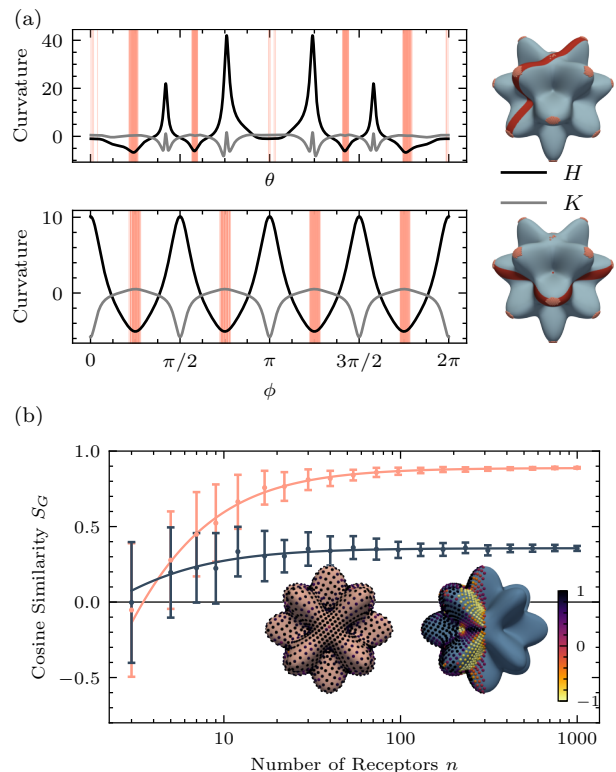 (a)
40
20
0
Curvature
θ
H
K
10
5
0
Curvature
0
π/2
π
3π/2
2π
ϕ
(b)
1.0
0.5
0.0
−0.5
Cosine Similarity S_G
1
0
−1
10
100
1000
Number of Receptors n